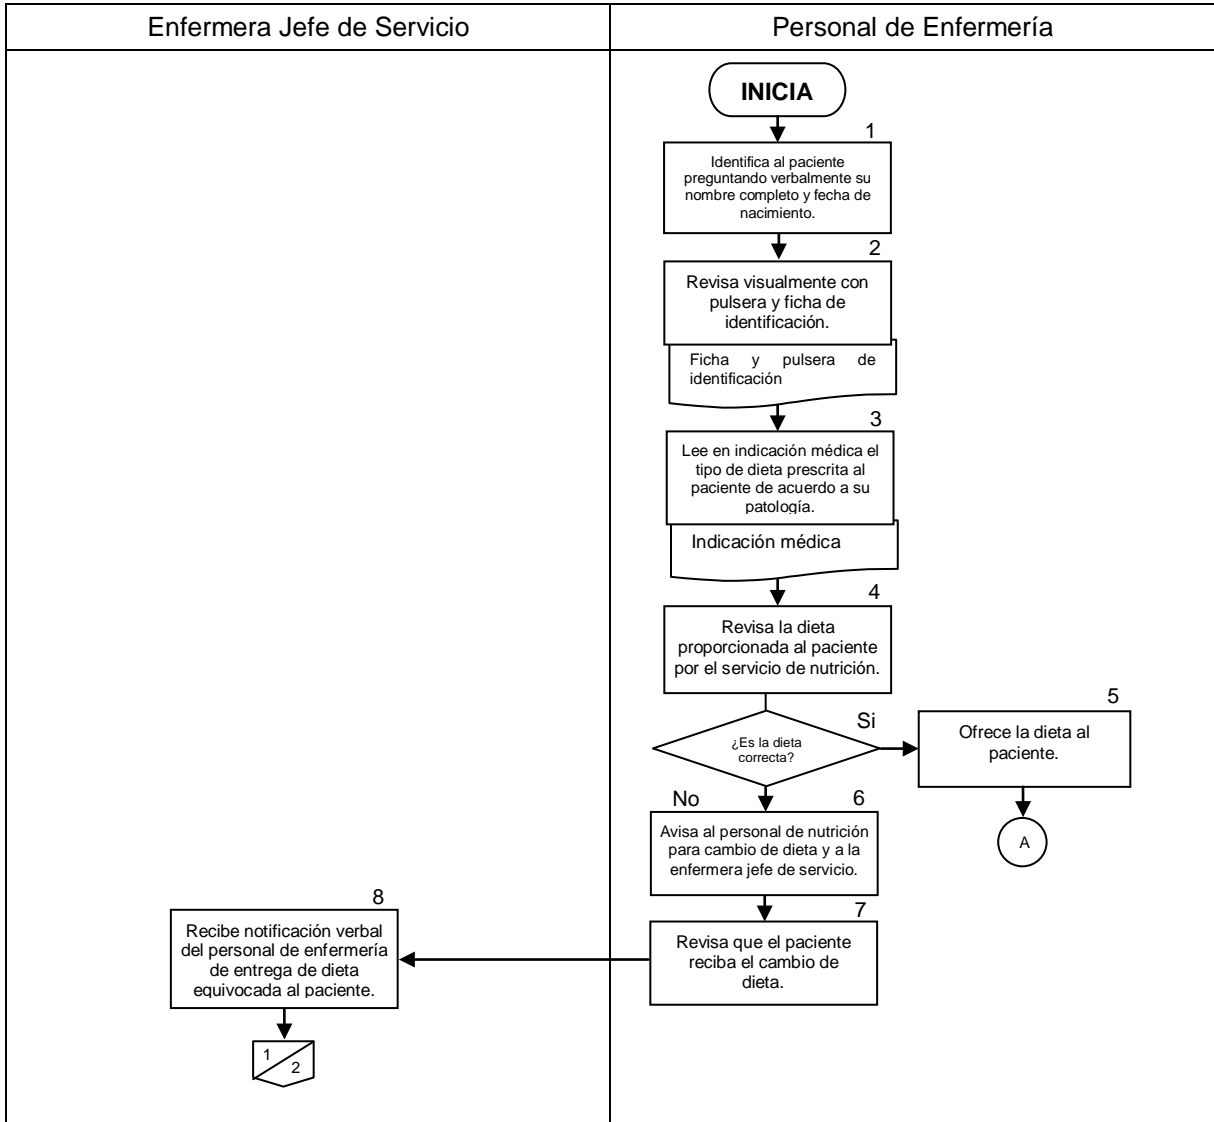 Enfermera Jefe de Servicio
Personal de Enfermería
INICIA
1
Identifica al paciente
preguntando verbalmente su
nombre completo y fecha de
nacimiento.
2
Revisa visualmente con
pulsera y ficha de
identificación.
Ficha y pulsera de
identificación
3
Lee en indicación médica el
tipo de dieta prescrita al
paciente de acuerdo a su
patología.
Indicación médica
4
Revisa la dieta
proporcionada al paciente
por el servicio de nutrición.
¿Es la dieta
correcta?
Si
5
Ofrece la dieta al
paciente.
A
No
6
Avisa al personal de nutrición
para cambio de dieta y a la
enfermera jefe de servicio.
7
Revisa que el paciente
reciba el cambio de
dieta.
8
Recibe notificación verbal
del personal de enfermería
de entrega de dieta
equivocada al paciente.
1
2